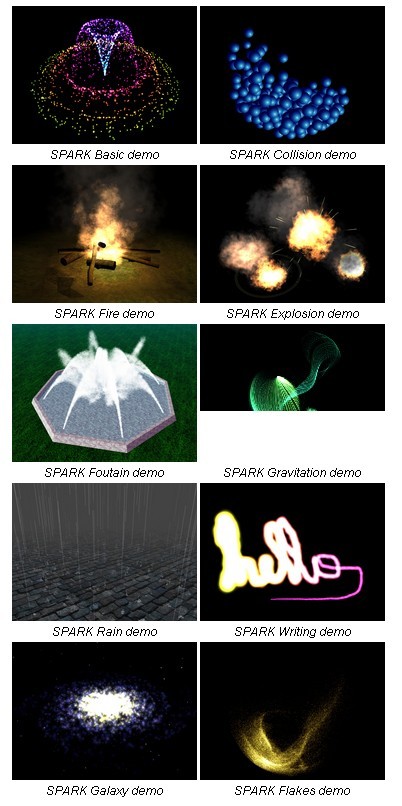 SPARK Basic demo
SPARK Collision demo
SPARK Fire demo
SPARK Explosion demo
SPARK Foutain demo
SPARK Gravitation demo
SPARK Rain demo
SPARK Writing demo
SPARK Galaxy demo
SPARK Flakes demo